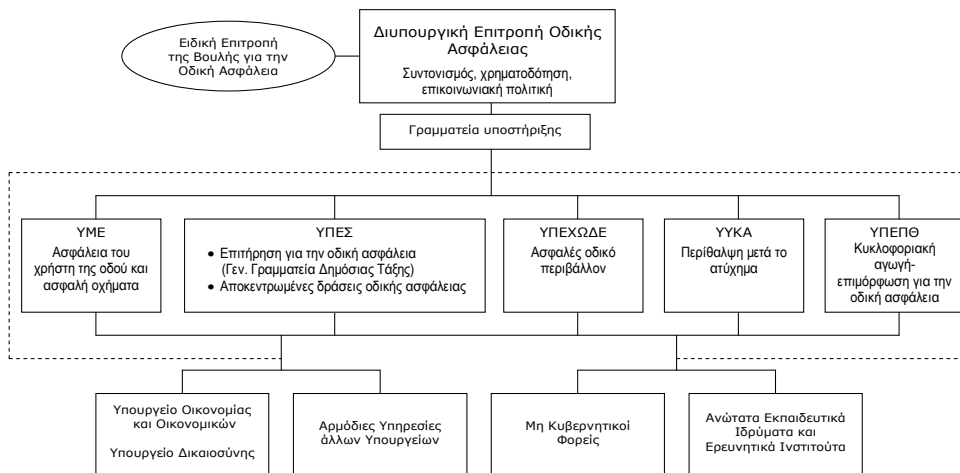 Ειδική Επιτροπή
της Βουλής για την
Οδική Ασφάλεια
Διυπουργική Επιτροπή Οδικής
Ασφάλειας
Συντονισμός, χρηματοδότηση,
επικοινωνιακή πολιτική
Γραμματεία υποστήριξης
ΥΜΕ
Ασφάλεια του
χρήστη της οδού και
ασφαλή οχήματα
ΥΠΕΣ
• Επιτήρηση για την οδική ασφάλεια
(Γεν. Γραμματεία Δημόσιας Τάξης)
• Αποκεντρωμένες δράσεις οδικής ασφάλειας
ΥΠΕΧΩΔΕ
Ασφαλές οδικό
περιβάλλον
ΥΥΚΑ
Περίθαλψη μετά το
ατύχημα
ΥΠΕΠΘ
Κυκλοφοριακή
αγωγή-
επιμόρφωση για την
οδική ασφάλεια
Υπουργείο Οικονομίας
και Οικονομικών
Υπουργείο Δικαιοσύνης
Αρμόδιες Υπηρεσίες
άλλων Υπουργείων
Μη Κυβερνητικοί
Φορείς
Ανώτατα Εκπαιδευτικά
Ιδρύματα και
Ερευνητικά Ινστιτούτα